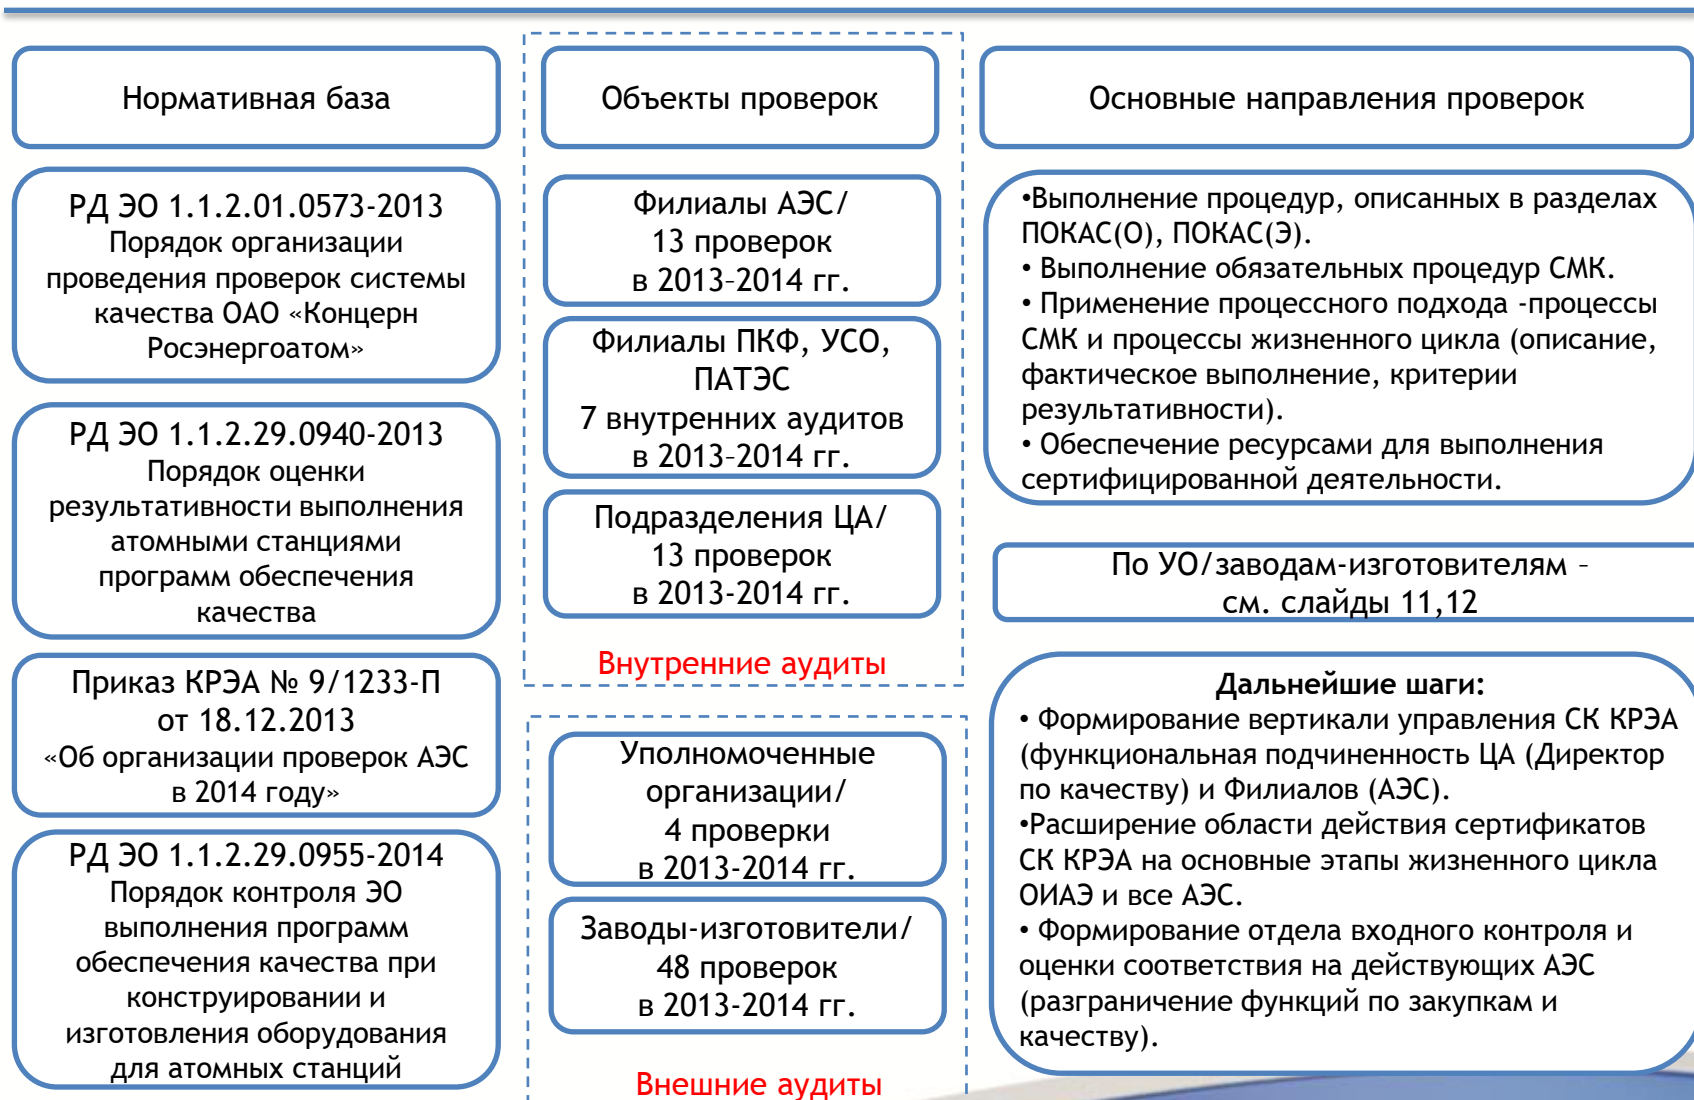 Нормативная база
РД ЭО 1.1.2.01.0573-2013
Порядок организации
проведения проверок системы
качества ОАО «Концерн
Росэнергоатом»
РД ЭО 1.1.2.29.0940-2013
Порядок оценки
результативности выполнения
атомными станциями
программ обеспечения
качества
Приказ КРЭА № 9/1233-П
от 18.12.2013
«Об организации проверок АЭС
в 2014 году»
РД ЭО 1.1.2.29.0955-2014
Порядок контроля ЭО
выполнения программ
обеспечения качества при
конструировании и
изготовления оборудования
для атомных станций
Объекты проверок
Филиалы АЭС/
13 проверок
в 2013–2014 гг.
Филиалы ПКФ, УСО,
ПАТЭС
7 внутренних аудитов
в 2013–2014 гг.
Подразделения ЦА/
13 проверок
в 2013-2014 гг.
Внутренние аудиты
Уполномоченные
организации/
4 проверки
в 2013-2014 гг.
Заводы-изготовители/
48 проверок
в 2013-2014 гг.
Внешние аудиты
Основные направления проверок
•Выполнение процедур, описанных в разделах
ПОКАС(О), ПОКАС(Э).
• Выполнение обязательных процедур СМК.
• Применение процессного подхода -процессы
СМК и процессы жизненного цикла (описание,
фактическое выполнение, критерии
результативности).
• Обеспечение ресурсами для выполнения
сертифицированной деятельности.
По УО/заводам-изготовителям –
см. слайды 11,12
Дальнейшие шаги:
• Формирование вертикали управления СК КРЭА
(функциональная подчиненность ЦА (Директор
по качеству) и Филиалов (АЭС).
•Расширение области действия сертификатов
СК КРЭА на основные этапы жизненного цикла
ОИАЭ и все АЭС.
• Формирование отдела входного контроля и
оценки соответствия на действующих АЭС
(разграничение функций по закупкам и
качеству).